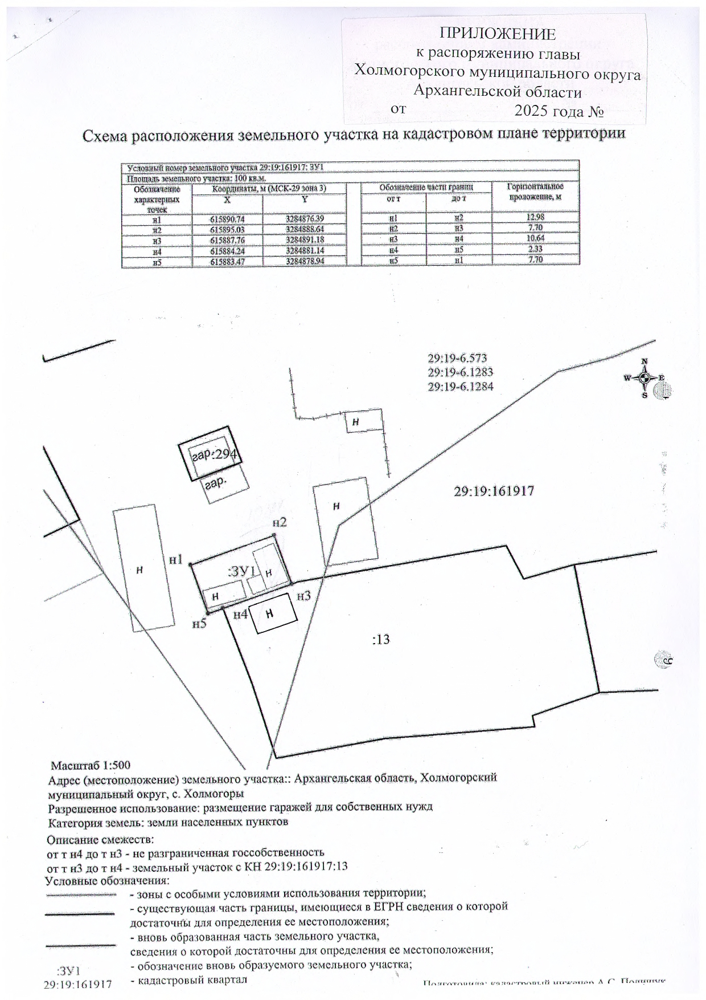 ПРИЛОЖЕНИЕ
к распоряжению главы
Холмогорского муниципального округа
Архангельской области
от 2025 года №
Схема расположения земельного участка на кадастровом плане территории
Условный номер земельного участка 29:19:161917: ЗУ1
Площадь земельного участка: 100 кв.м.
Обозначение характерных точек Координаты, м (МСК-29 зона 3) Обозначение части границ Горизонтальное проложение, м
X Y от т до т
н1 615890.74 3284876.39 н1 н2 12.98
н2 615895.03 3284888.64 н2 н3 7.70
н3 615887.76 3284891.18 н3 н4 10.64
н4 615884.24 3284881.14 н4 н5 2.33
н5 615883.47 3284878.94 н5 н1 7.70
29:19-6.573
29:19-6.1283
29:19-6.1284
N
W E
S
Н
гар.:294
гар.
Н
29:19:161917
н2
н1
Н
:ЗУ1
Н
Н
н3
н4
Н
н5
:13
СС
Масштаб 1:500
Адрес (местоположение) земельного участка:: Архангельская область, Холмогорский
муниципальный округ, с. Холмогоры
Разрешенное использование: размещение гаражей для собственных нужд
Категория земель: земли населенных пунктов
Описание смежеств:
от т н4 до т н3 - не разграниченная госсобственность
от т н3 до т н4 - земельный участок с КН 29:19:161917:13
Условные обозначения:
- зоны с особыми условиями использования территории;
- существующая часть границы, имеющиеся в ЕГРН сведения о которой
достаточны для определения ее местоположения;
- вновь образованная часть земельного участка,
сведения о которой достаточны для определения ее местоположения;
:ЗУ1 - обозначение вновь образуемого земельного участка;
29:19:161917 - кадастровый квартал
Подготовила: кадастровый инженер А.С.